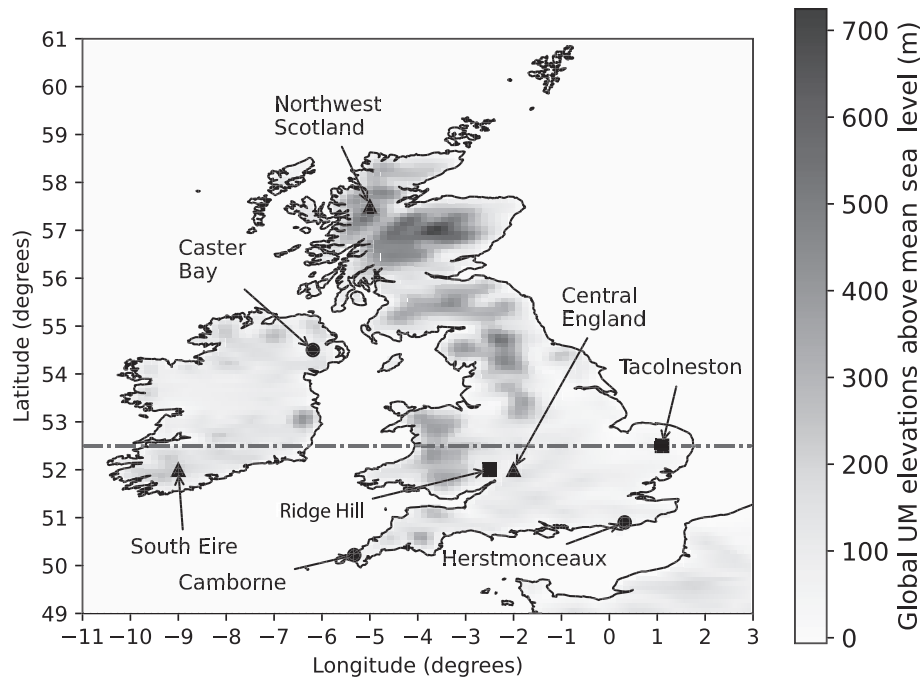 61
60
59
58
57
56
55
54
53
52
51
50
49
Latitude (degrees)
Northwest
Scotland
Caster
Bay
Central
England
Tacolneston
Ridge Hill
South Eire
Camborne
Herstmonceaux
−11 −10 −9 −8 −7 −6 −5 −4 −3 −2 −1 0 1 2 3
Longitude (degrees)
700
600
500
400
300
200
100
0
Global UM elevations above mean sea level (m)